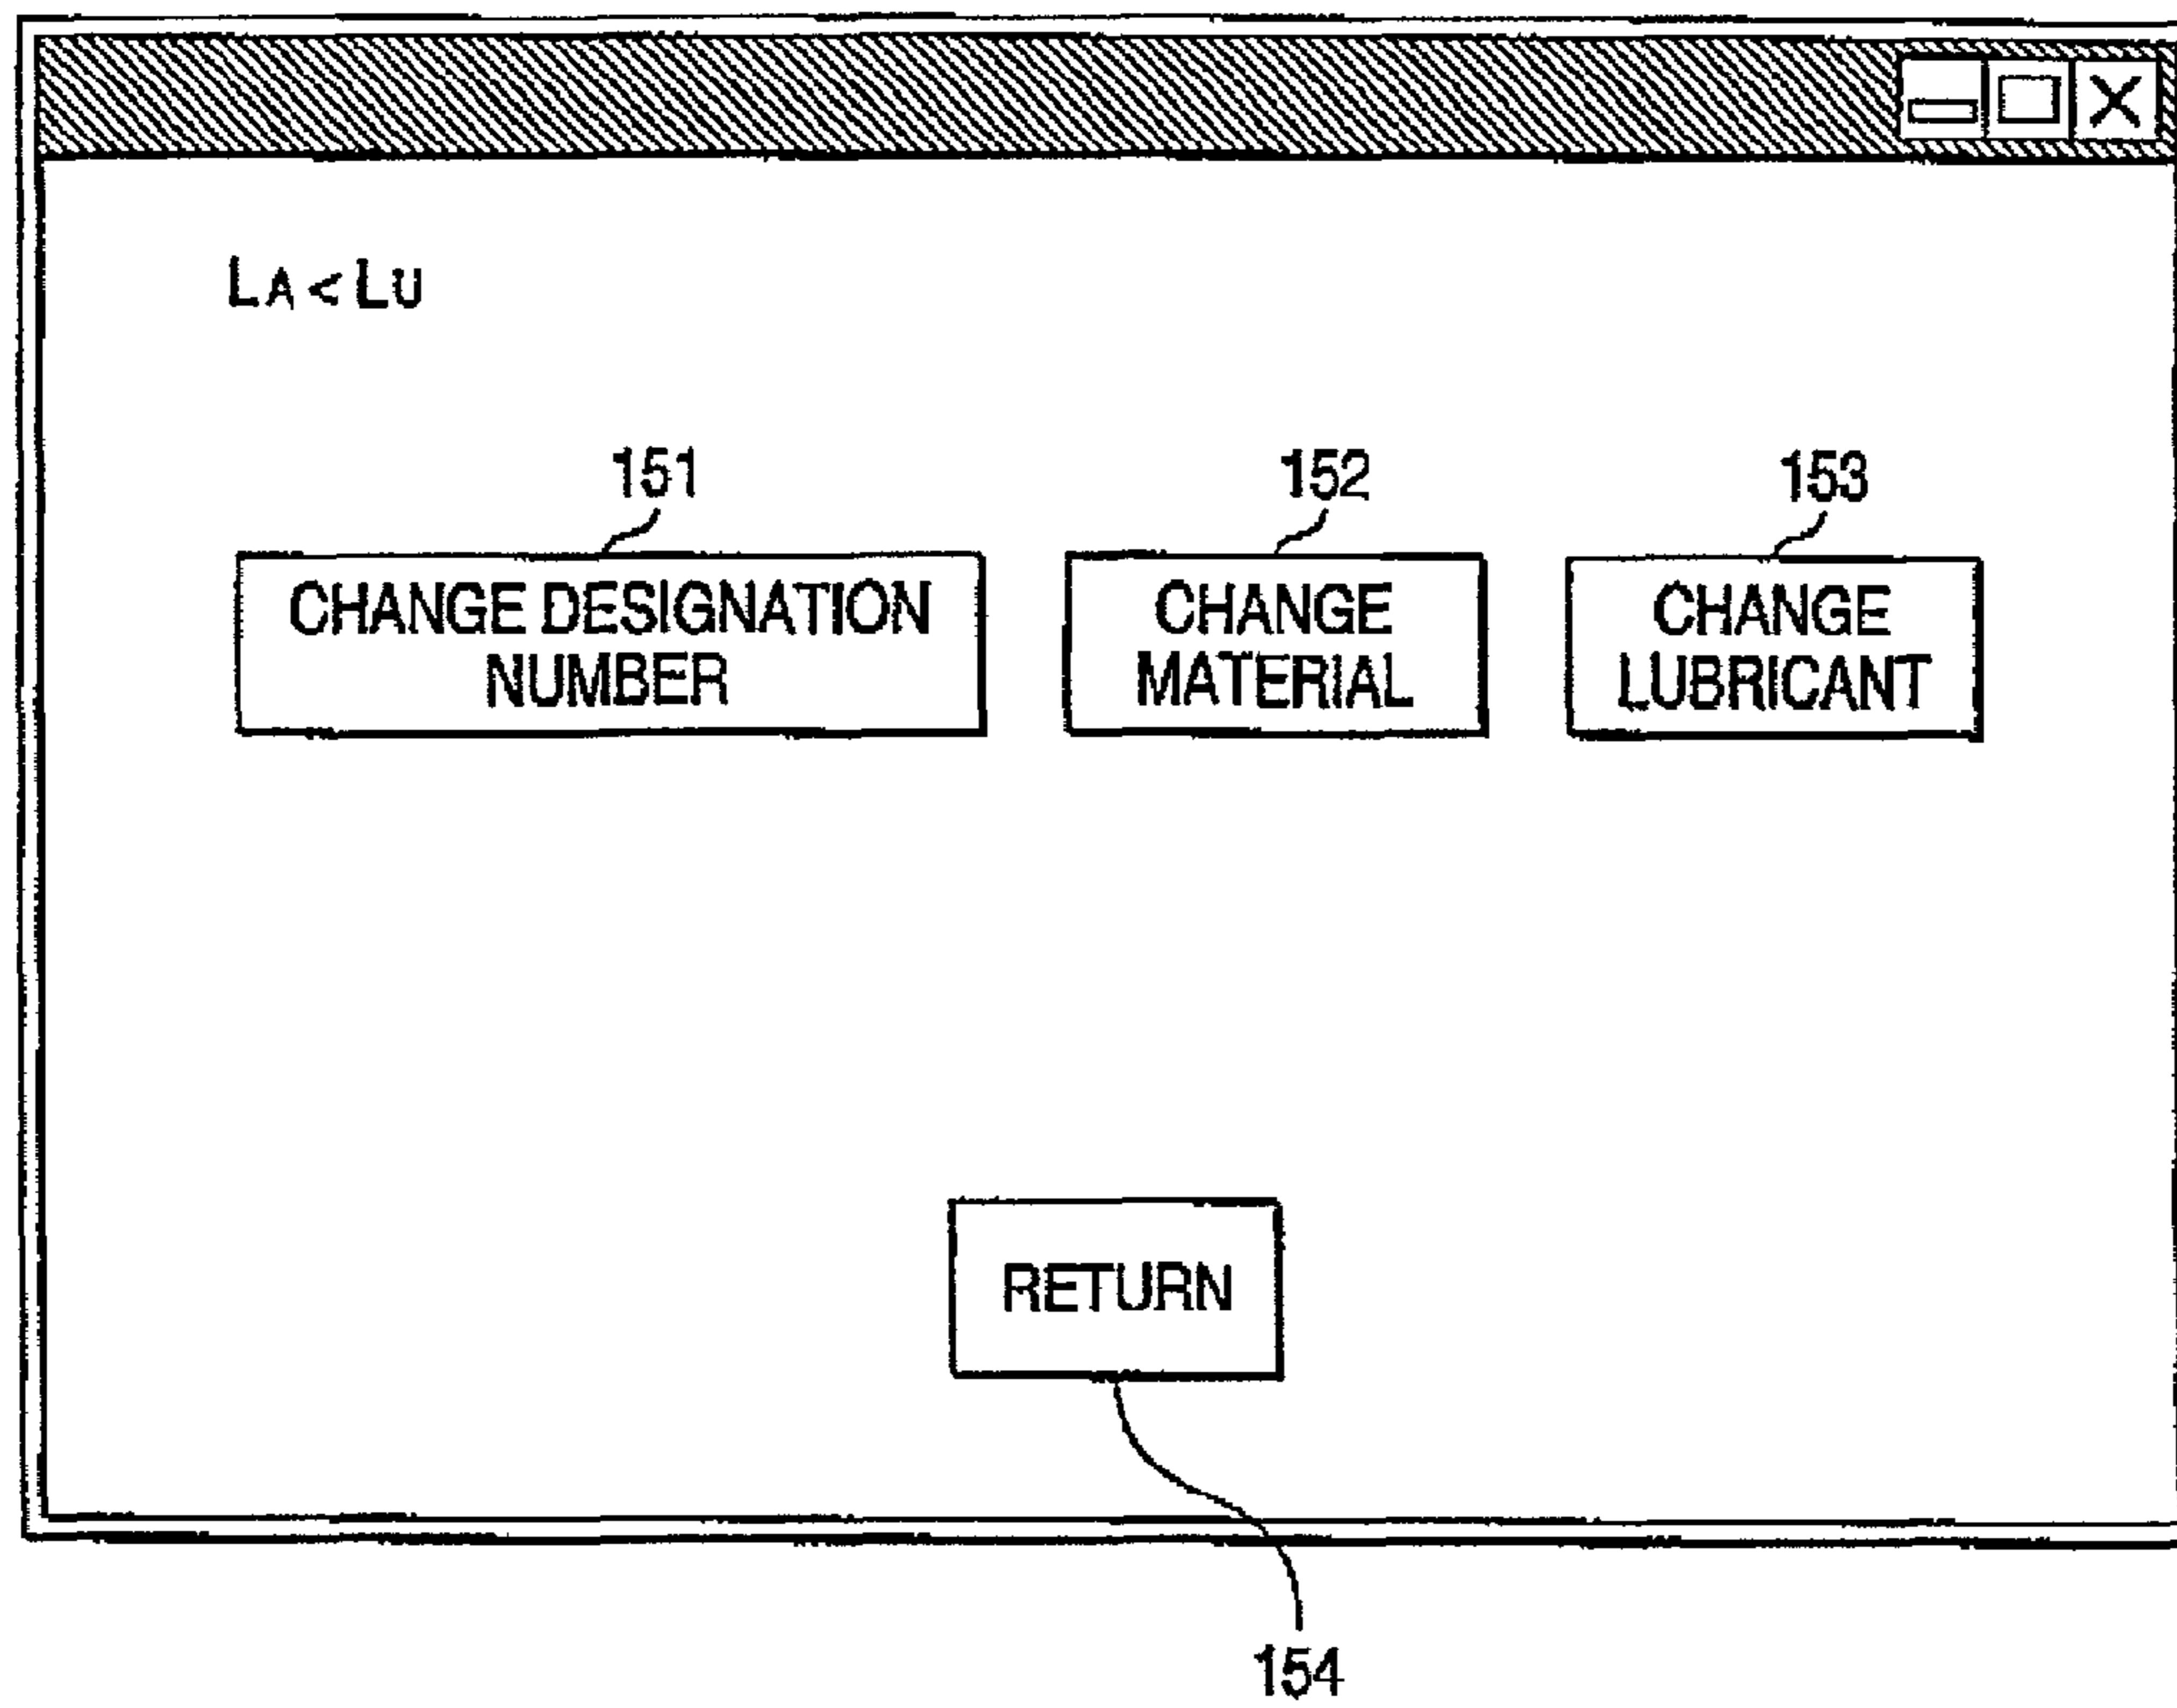 LA<LU
151 152 153
CHANGE DESIGNATION CHANGE CHANGE
NUMBER MATERIAL LUBRICANT
RETURN
154